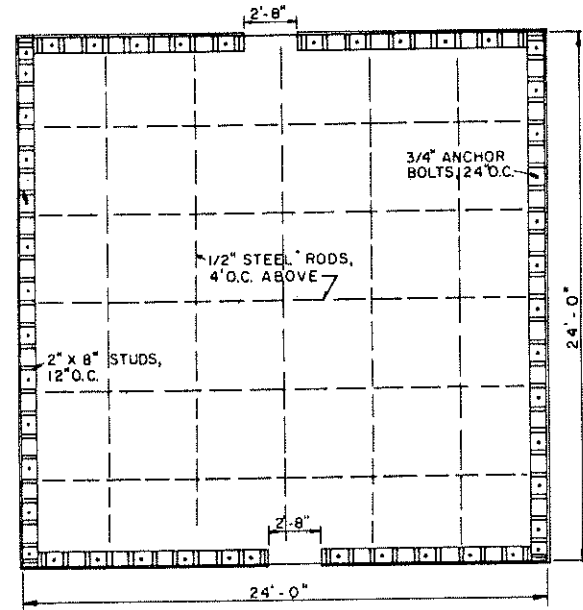 2'-8"
3/4" ANCHOR
BOLTS, 24"O.C.
1/2" STEEL RODS,
4'O.C. ABOVE
24'-0"
2" X 8" STUDS,
12"O.C.
2'-8"
24'-0"